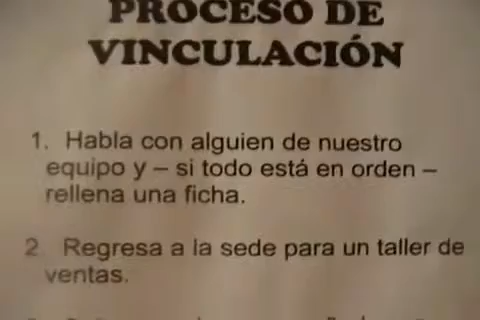 PROCESO DE
VINCULACIÓN
1. Habla con alguien de nuestro
equipo y – si todo está en orden –
rellena una ficha.
2. Regresa a la sede para un taller de
ventas.